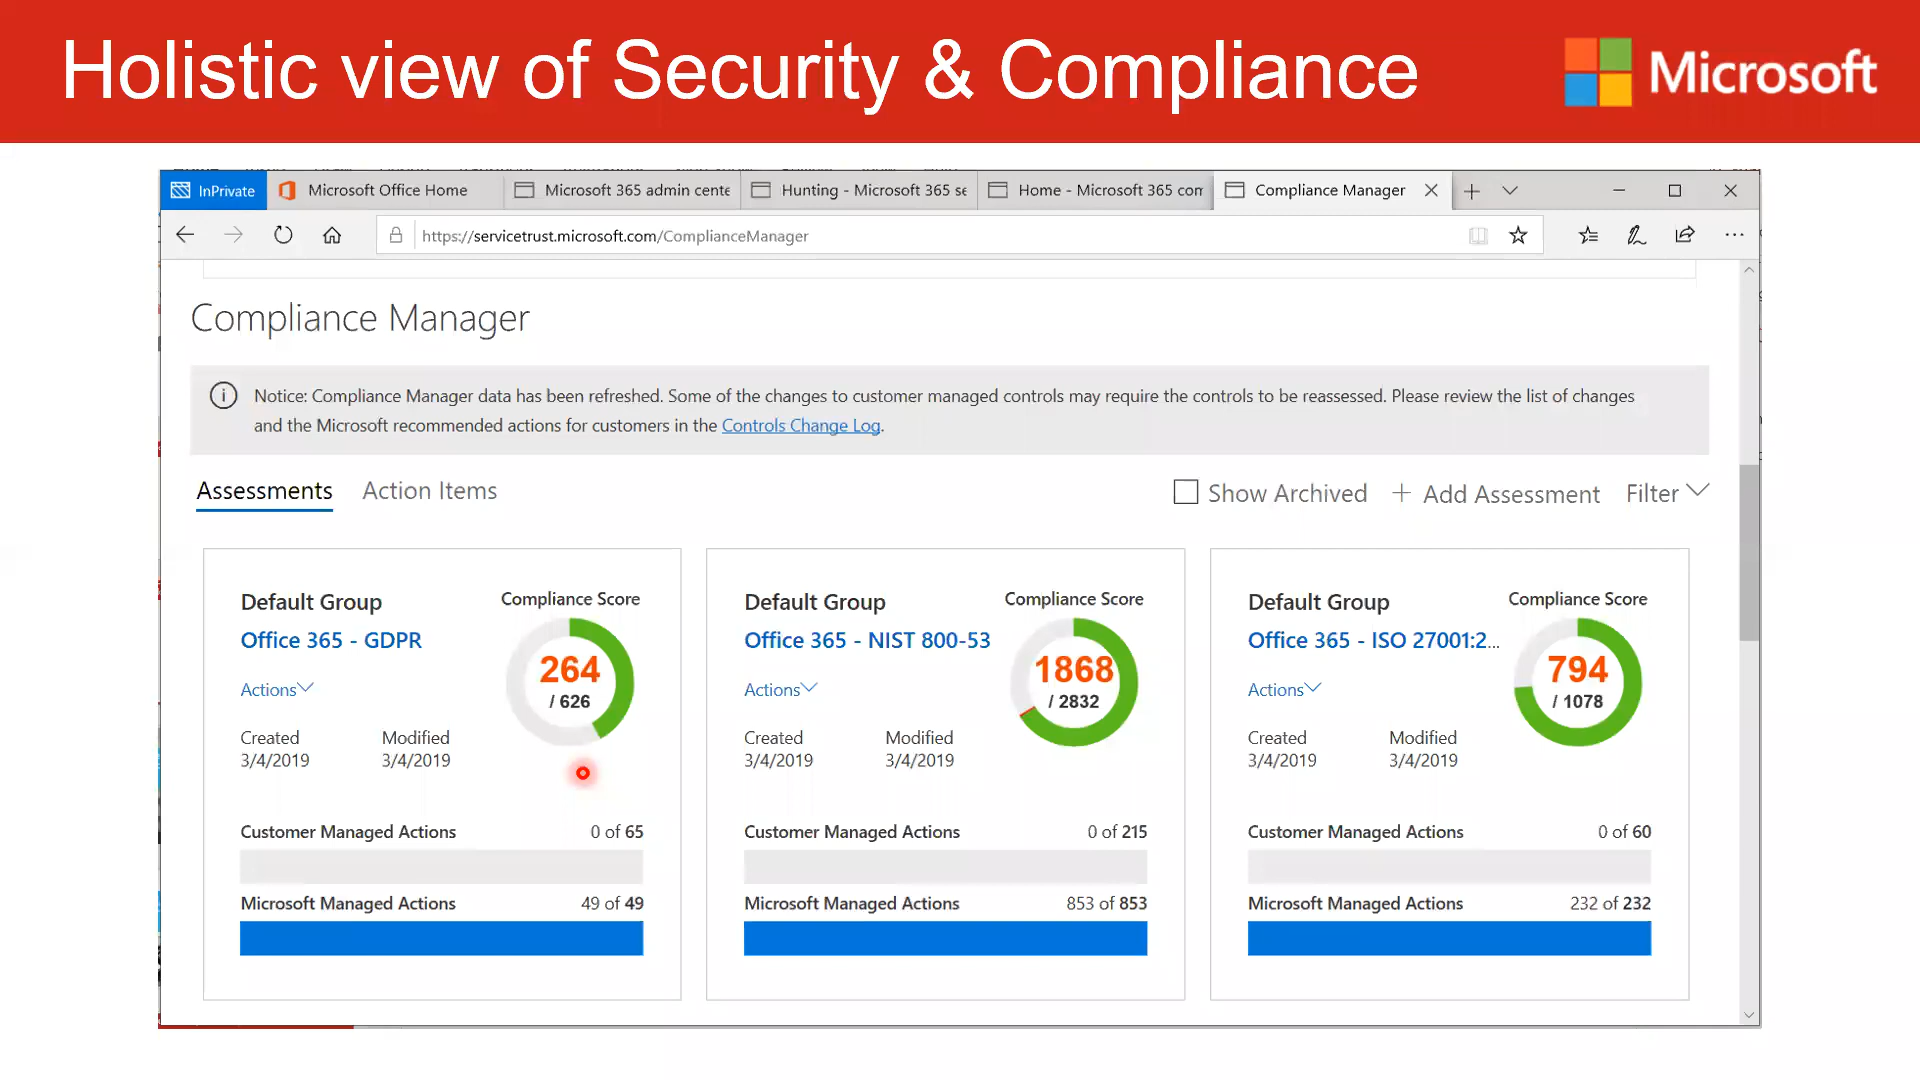 Holistic view of Security & Compliance
Microsoft
InPrivate
Microsoft Office Home
Microsoft 365 admin cente
Hunting - Microsoft 365 se
Home - Microsoft 365 com
Compliance Manager
https://servicetrust.microsoft.com/ComplianceManager
Compliance Manager
Notice: Compliance Manager data has been refreshed. Some of the changes to customer managed controls may require the controls to be reassessed. Please review the list of changes
and the Microsoft recommended actions for customers in the Controls Change Log.
Assessments
Action Items
Show Archived
+ Add Assessment
Filter
Default Group
Compliance Score
Office 365 - GDPR
264
/ 626
Actions
Created
Modified
3/4/2019
3/4/2019
Customer Managed Actions
0 of 65
Microsoft Managed Actions
49 of 49
Default Group
Compliance Score
Office 365 - NIST 800-53
1868
/ 2832
Actions
Created
Modified
3/4/2019
3/4/2019
Customer Managed Actions
0 of 215
Microsoft Managed Actions
853 of 853
Default Group
Compliance Score
Office 365 - ISO 27001:2...
794
/ 1078
Actions
Created
Modified
3/4/2019
3/4/2019
Customer Managed Actions
0 of 60
Microsoft Managed Actions
232 of 232